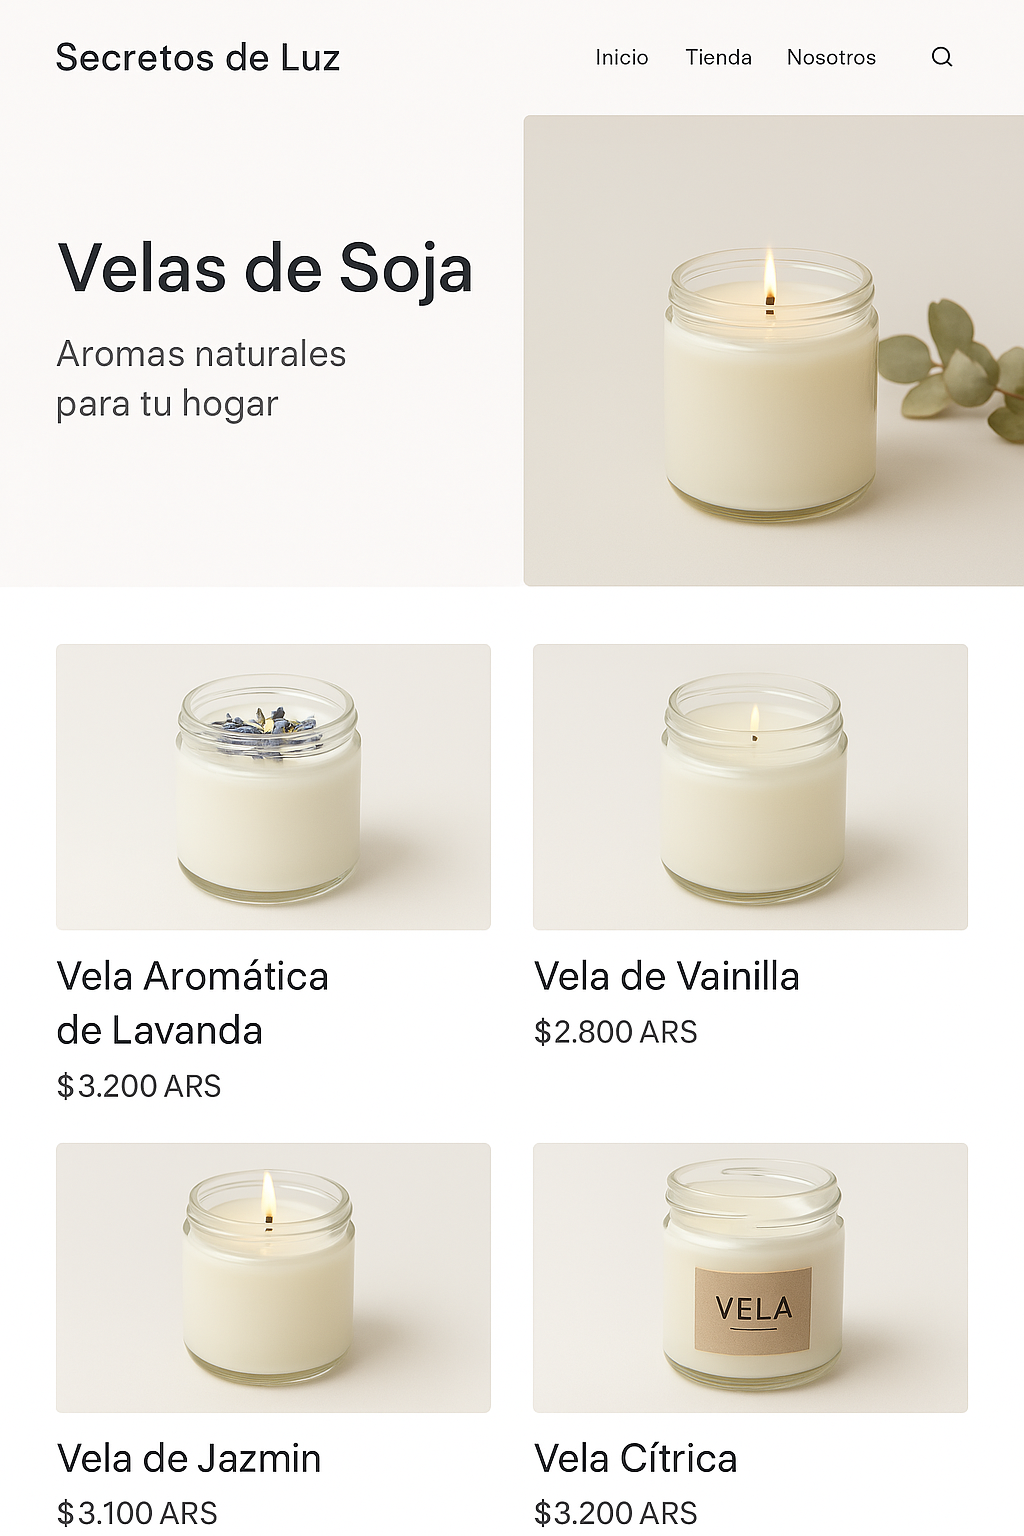 Secretos de Luz
Inicio Tienda Nosotros
Velas de Soja
Aromas naturales
para tu hogar
Vela Aromática
de Lavanda
$3.200 ARS
Vela de Vainilla
$2.800 ARS
VELA
Vela de Jazmin
$3.100 ARS
Vela Cítrica
$3.200 ARS